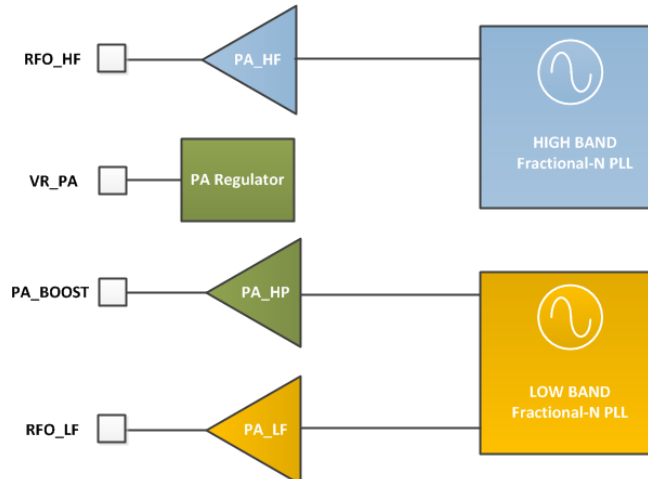 RFO_HF
PA_HF
HIGH BAND
Fractional-N PLL
VR_PA
PA Regulator
PA_BOOST
PA_HP
RFO_LF
PA_LF
LOW BAND
Fractional-N PLL